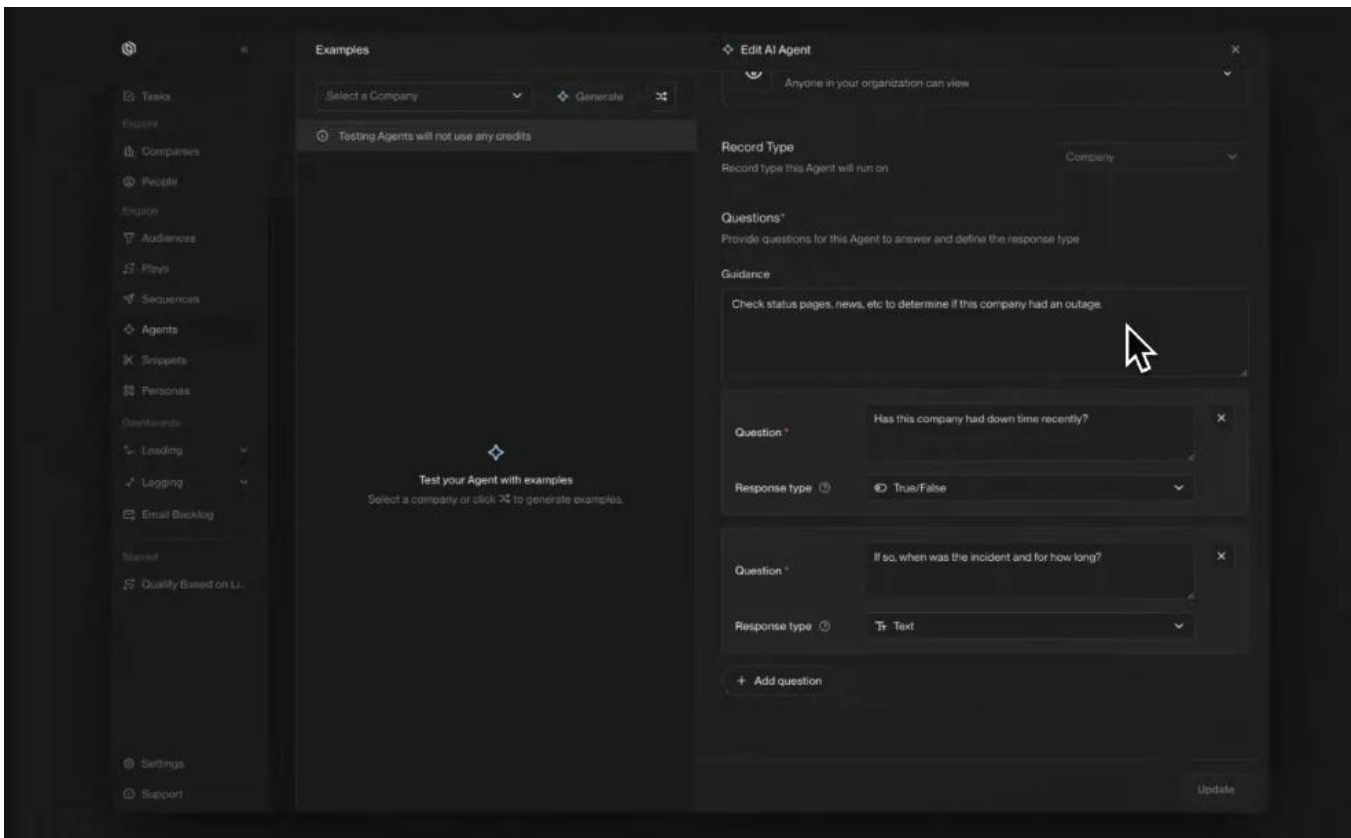 Tasks
Explore
Companies
People
Engage
Audiences
Plays
Sequences
Agents
Snippets
Personas
Dashboards
Leading
Lagging
Email Backlog
Starred
Qualify Based on Li...
Settings
Support
Examples
Select a Company
Generate
Testing Agents will not use any credits
Test your Agent with examples
Select a company or click to generate examples.
Edit AI Agent
Anyone in your organization can view
Record Type
Record type this Agent will run on
Company
Questions*
Provide questions for this Agent to answer and define the response type
Guidance
Check status pages, news, etc to determine if this company had an outage.
Question *
Has this company had down time recently?
Response type
True/False
Question *
If so, when was the incident and for how long?
Response type
Text
+ Add question
Update